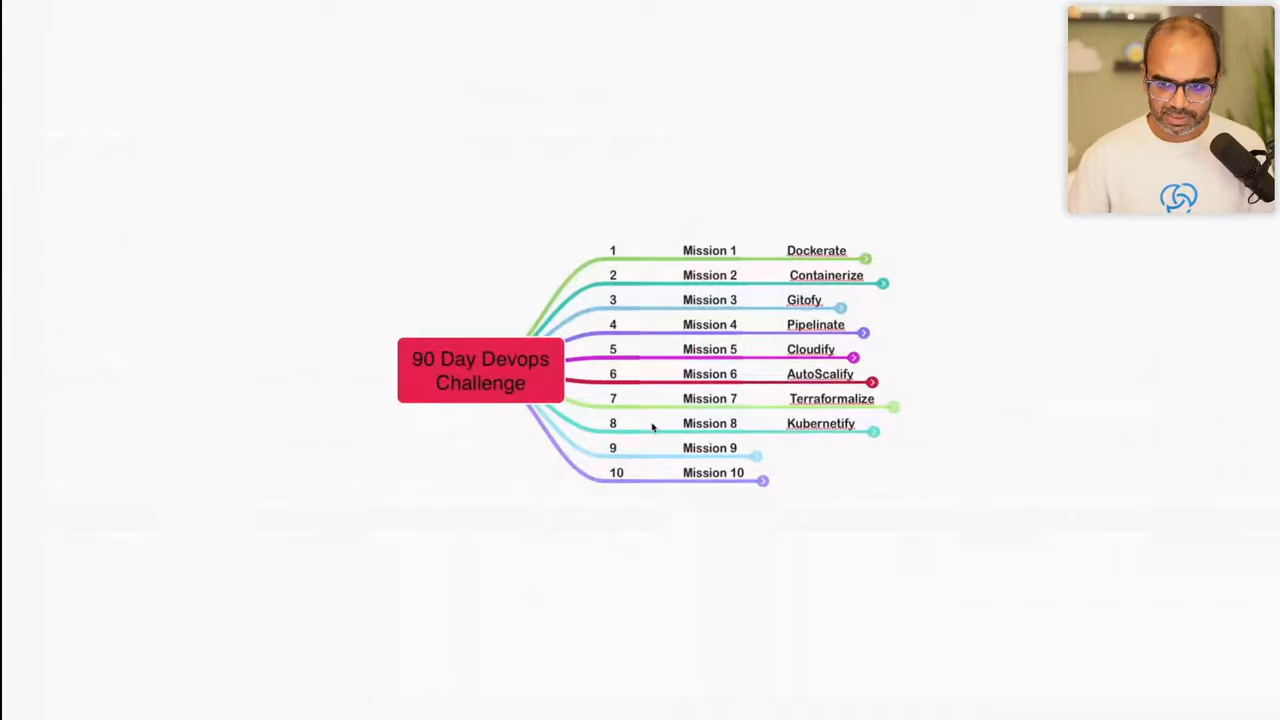 90 Day Devops
Challenge
1 Mission 1 Dockerate
2 Mission 2 Containerize
3 Mission 3 Gitofy
4 Mission 4 Pipelinate
5 Mission 5 Cloudify
6 Mission 6 AutoScalify
7 Mission 7 Terraformalize
8 Mission 8 Kubernetify
9 Mission 9
10 Mission 10